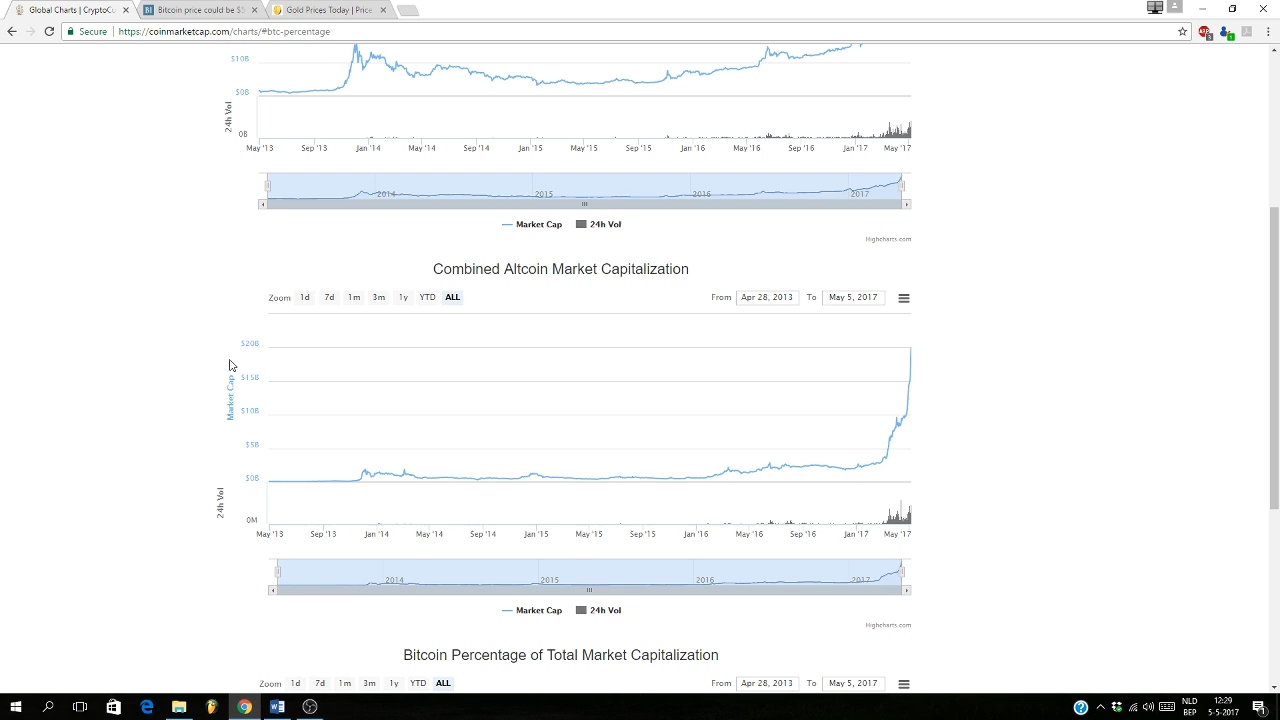 Global Charts | CryptoCu
Bitcoin price could be $5
Gold Prices Today | Price
Secure
https://coinmarketcap.com/charts/#btc-percentage
$10B
$0B
24h Vol
0B
May '13 Sep '13 Jan '14 May '14 Sep '14 Jan '15 May '15 Sep '15 Jan '16 May '16 Sep '16 Jan '17 May '17
2014 2015 2016 2017
Market Cap 24h Vol
Highcharts.com
Combined Altcoin Market Capitalization
Zoom 1d 7d 1m 3m 1y YTD ALL
From Apr 28, 2013 To May 5, 2017
$20B
$15B
Market Cap
$10B
$5B
$0B
24h Vol
0M
May '13 Sep '13 Jan '14 May '14 Sep '14 Jan '15 May '15 Sep '15 Jan '16 May '16 Sep '16 Jan '17 May '17
2014 2015 2016 2017
Market Cap 24h Vol
Highcharts.com
Bitcoin Percentage of Total Market Capitalization
Zoom 1d 7d 1m 3m 1y YTD ALL
From Apr 28, 2013 To May 5, 2017
NLD
BEP
12:29
5-5-2017